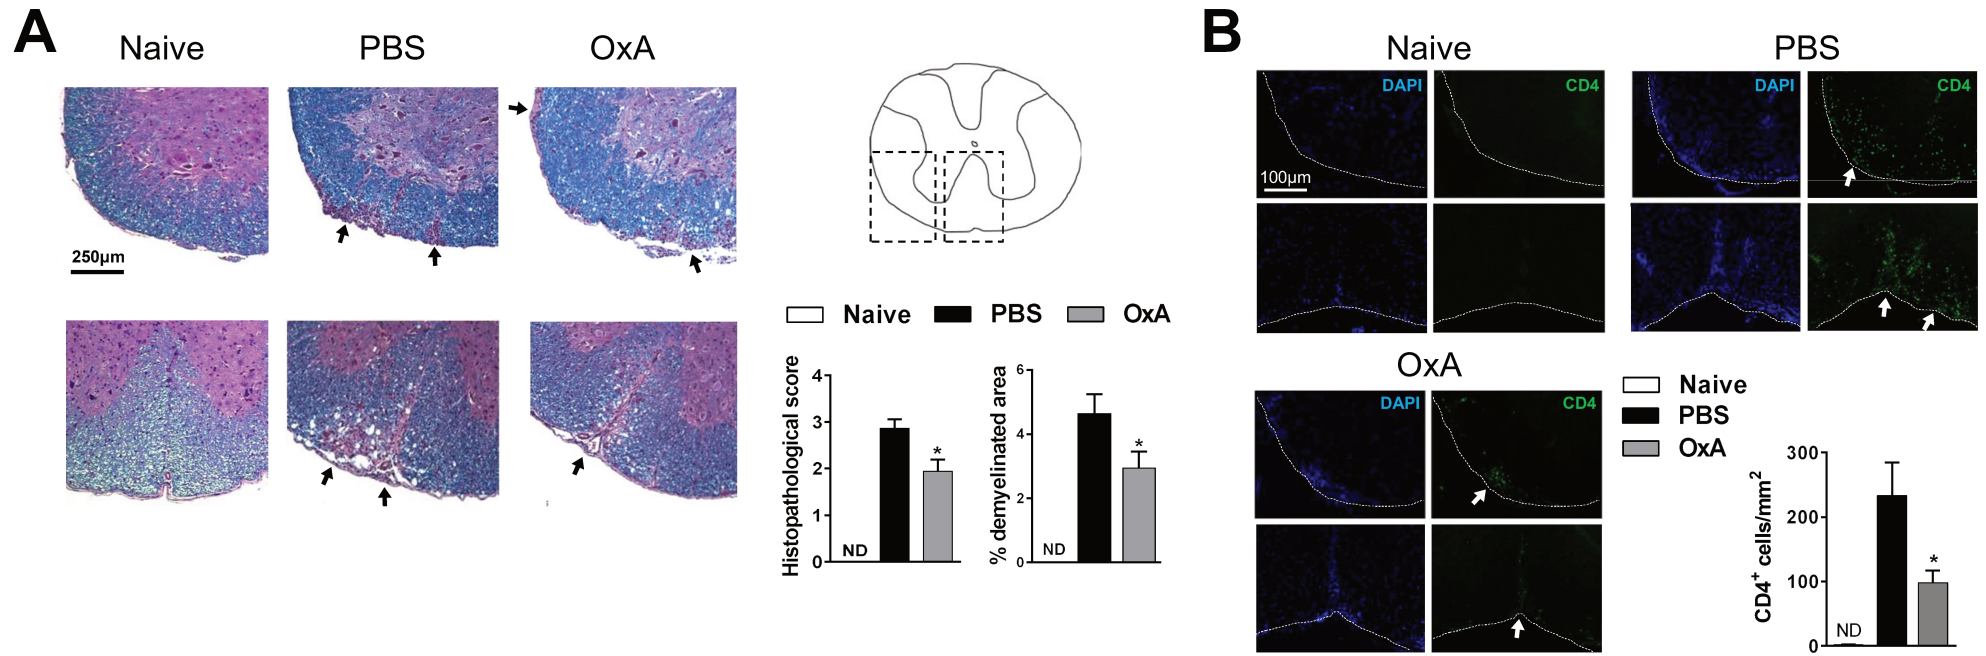 A
Naive
PBS
OxA
250µm
Naive
PBS
OxA
Histopathological score
4
3
2
1
0
ND
*
% demyelinated area
6
4
2
0
ND
*
B
Naive
PBS
DAPI
CD4
DAPI
CD4
100µm
OxA
DAPI
CD4
Naive
PBS
OxA
CD4+ cells/mm2
300
200
100
0
ND
*